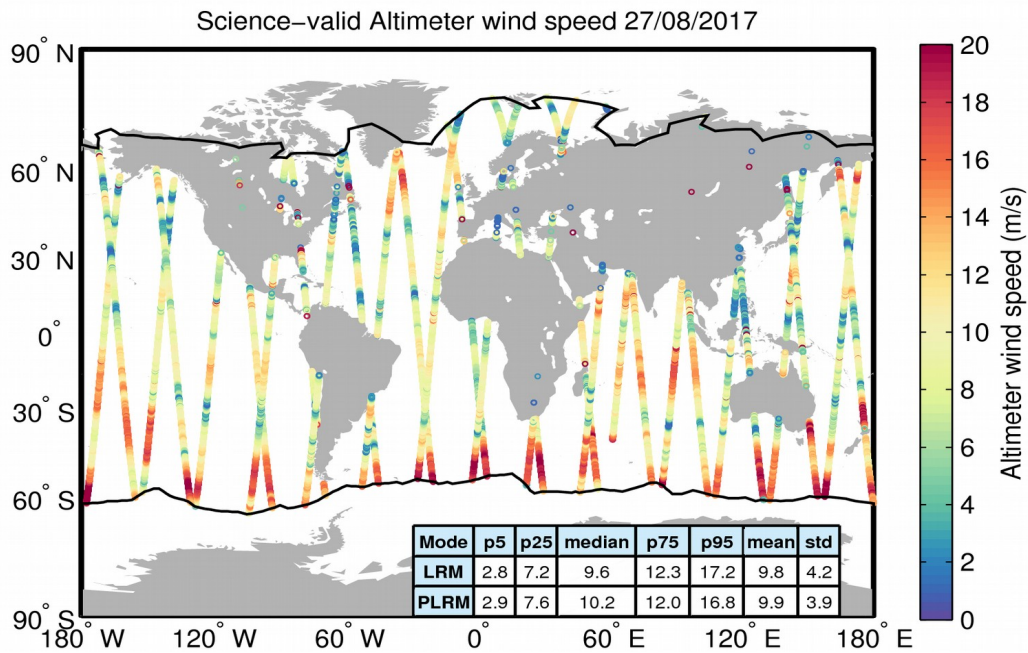 Science−valid Altimeter wind speed 27/08/2017
90° N
60° N
30° N
0°
30° S
60° S
90° S
180° W 120° W 60° W 0° 60° E 120° E 180° E
Mode p5 p25 median p75 p95 mean std
LRM 2.8 7.2 9.6 12.3 17.2 9.8 4.2
PLRM 2.9 7.6 10.2 12.0 16.8 9.9 3.9
20
18
16
14
12
10
8
6
4
2
0
Altimeter wind speed (m/s)